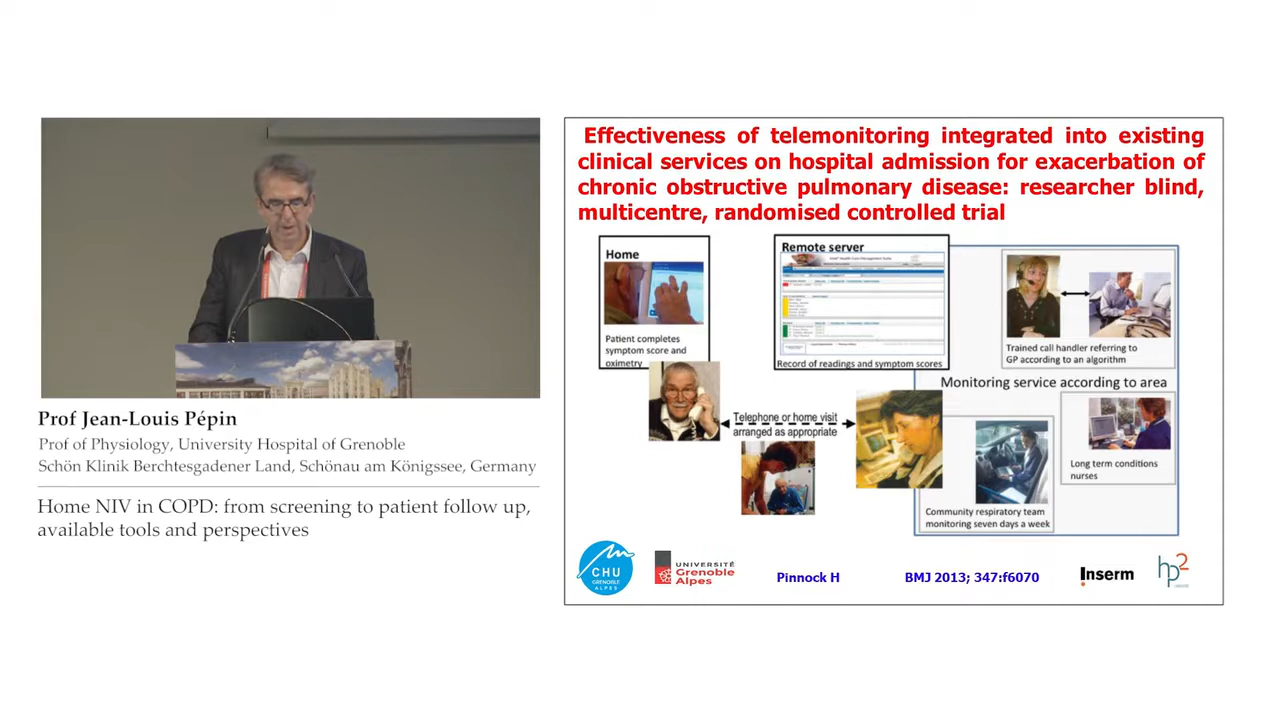 Effectiveness of telemonitoring integrated into existing
clinical services on hospital admission for exacerbation of
chronic obstructive pulmonary disease: researcher blind,
multicentre, randomised controlled trial
Home
Patient completes
symptom score and
oximetry
Remote server
Record of readings and symptom scores
Trained call handler referring to
GP according to an algorithm
Monitoring service according to area
Telephone or home visit
arranged as appropriate
Long term conditions
nurses
Community respiratory team
monitoring seven days a week
CHU
GRENOBLE
ALPES
UNIVERSITÉ
Grenoble
Alpes
Pinnock H
BMJ 2013; 347:f6070
Inserm
hp2
Prof Jean-Louis Pépin
Prof of Physiology, University Hospital of Grenoble
Schön Klinik Berchtesgadener Land, Schönau am Königssee, Germany
Home NIV in COPD: from screening to patient follow up,
available tools and perspectives